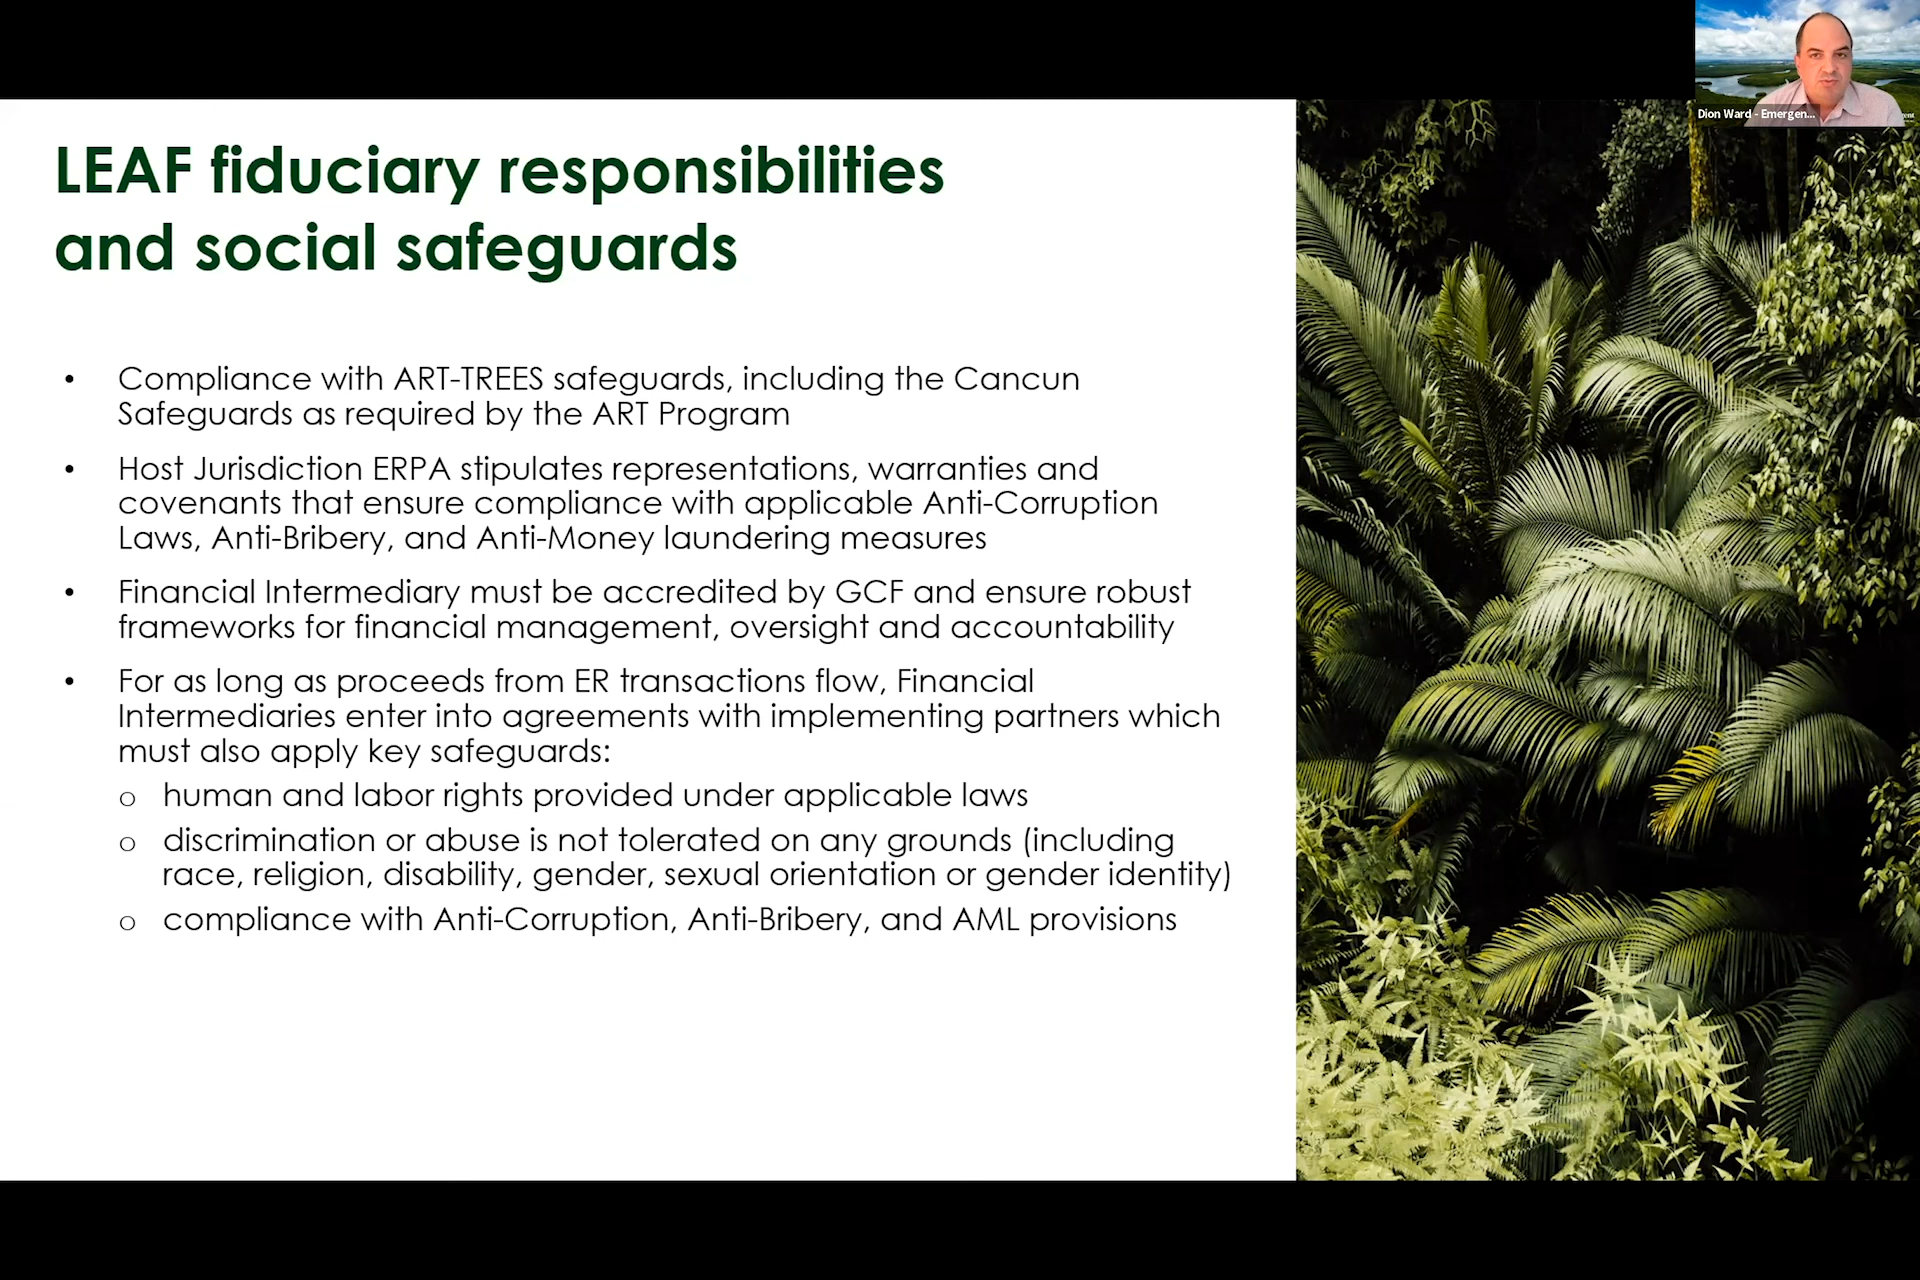 Dion Ward - Emergen...
LEAF fiduciary responsibilities
and social safeguards
• Compliance with ART-TREES safeguards, including the Cancun
Safeguards as required by the ART Program
• Host Jurisdiction ERPA stipulates representations, warranties and
covenants that ensure compliance with applicable Anti-Corruption
Laws, Anti-Bribery, and Anti-Money laundering measures
• Financial Intermediary must be accredited by GCF and ensure robust
frameworks for financial management, oversight and accountability
• For as long as proceeds from ER transactions flow, Financial
Intermediaries enter into agreements with implementing partners which
must also apply key safeguards:
o human and labor rights provided under applicable laws
o discrimination or abuse is not tolerated on any grounds (including
race, religion, disability, gender, sexual orientation or gender identity)
o compliance with Anti-Corruption, Anti-Bribery, and AML provisions